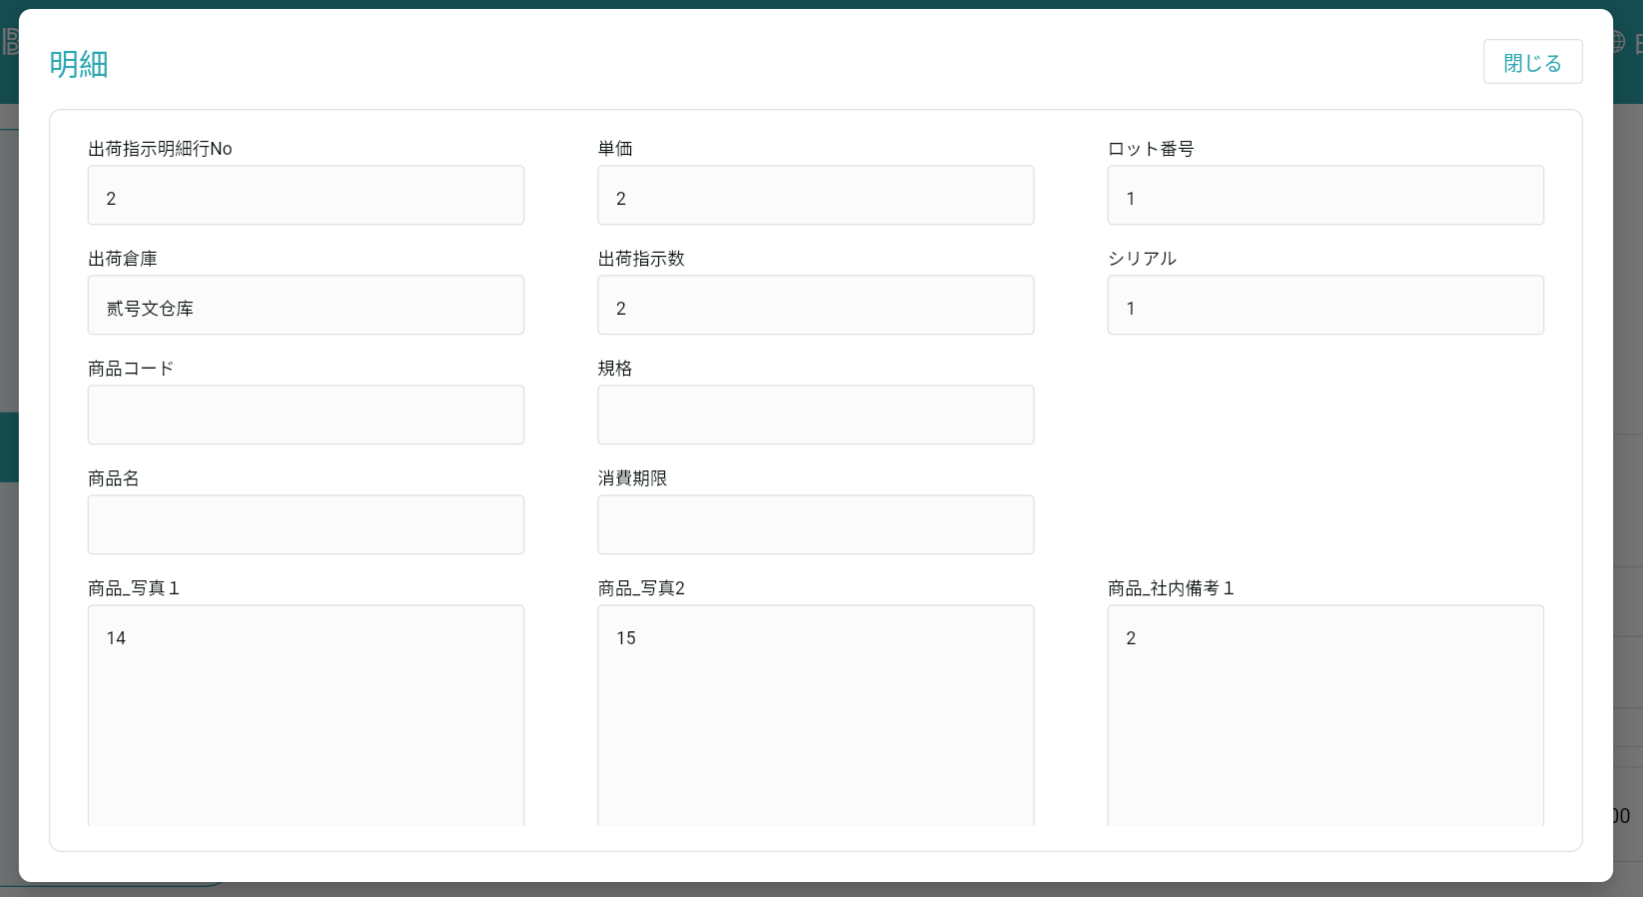 明細
閉じる
出荷指示明細行No
単価
ロット番号
2
2
1
出荷倉庫
出荷指示数
シリアル
贰号文仓库
2
1
商品コード
規格
商品名
消費期限
商品_写真１
商品_写真2
商品_社内備考１
14
15
2
00